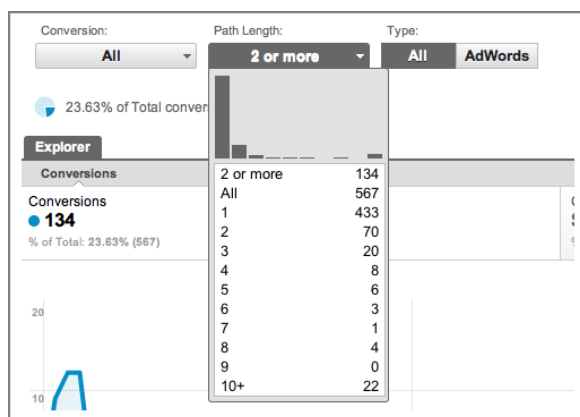 Conversion: Path Length: Type:
All 2 or more All AdWords
23.63% of Total conver
Explorer
Conversions
Conversions
134
% of Total: 23.63% (567)
2 or more 134
All 567
1 433
2 70
3 20
4 8
5 6
6 3
7 1
8 4
9 0
10+ 22
20
10